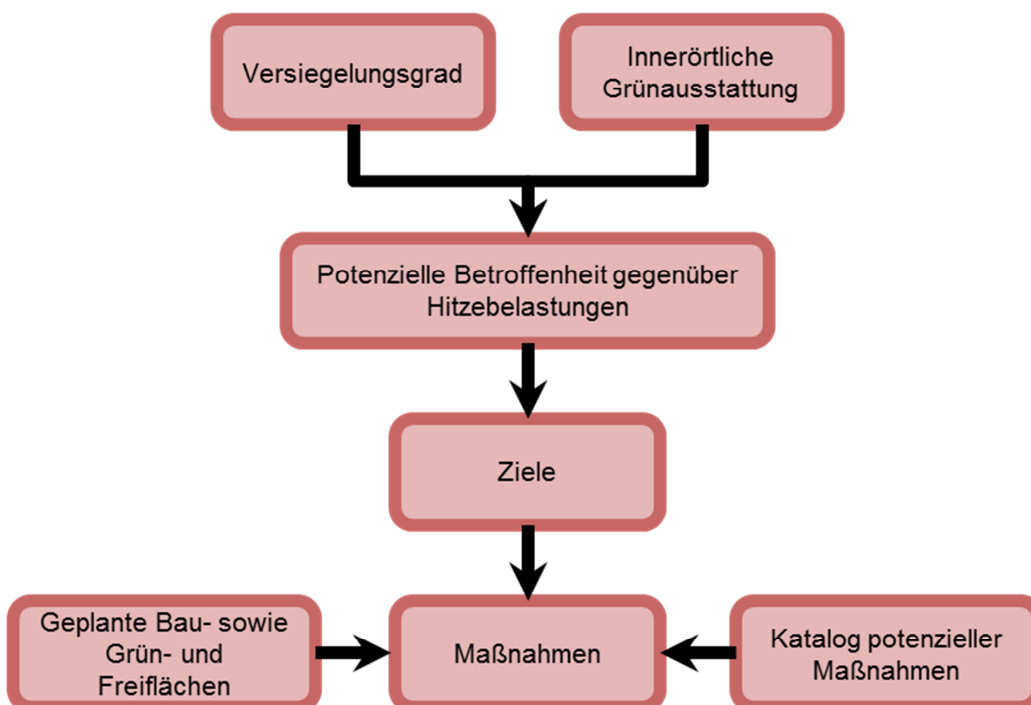 Versiegelungsgrad
Innerörtliche
Grünausstattung
Potenzielle Betroffenheit gegenüber
Hitzebelastungen
Ziele
Geplante Bau- sowie
Grün- und
Freiflächen
Maßnahmen
Katalog potenzieller
Maßnahmen